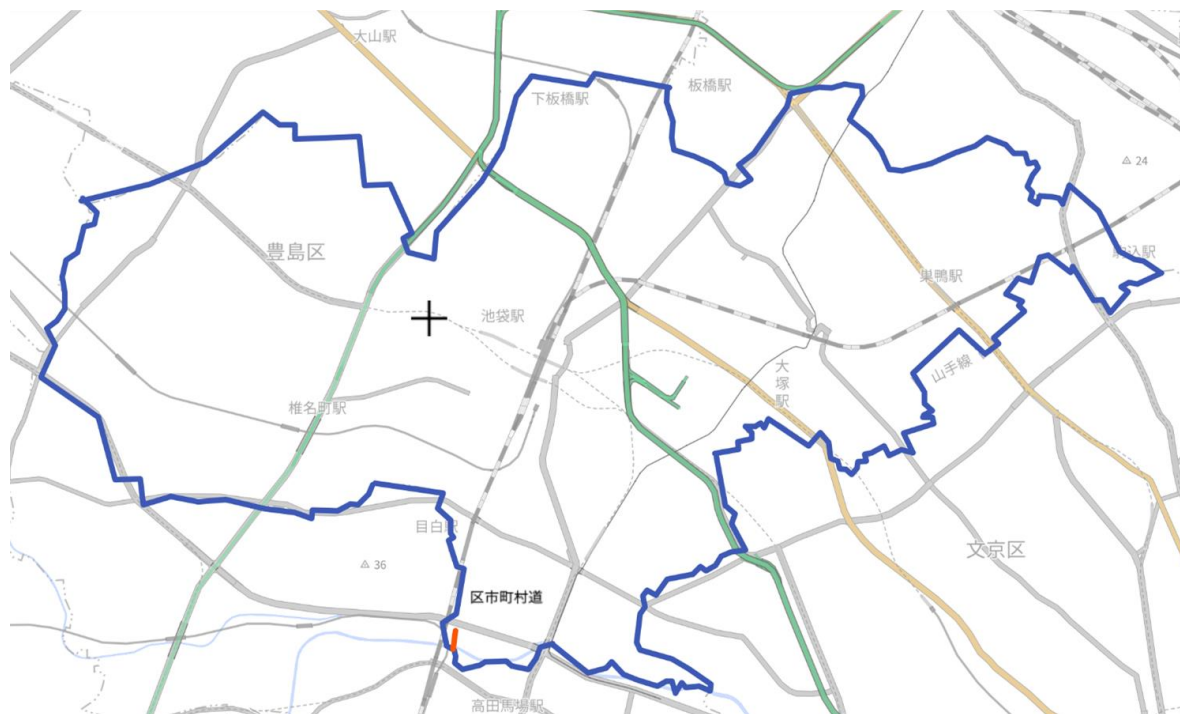 大山駅
下板橋駅
板橋駅
24
豊島区
駒込駅
巣鴨駅
池袋駅
山手線
大塚駅
椎名町駅
目白駅
文京区
36
区市町村道
高田馬場駅